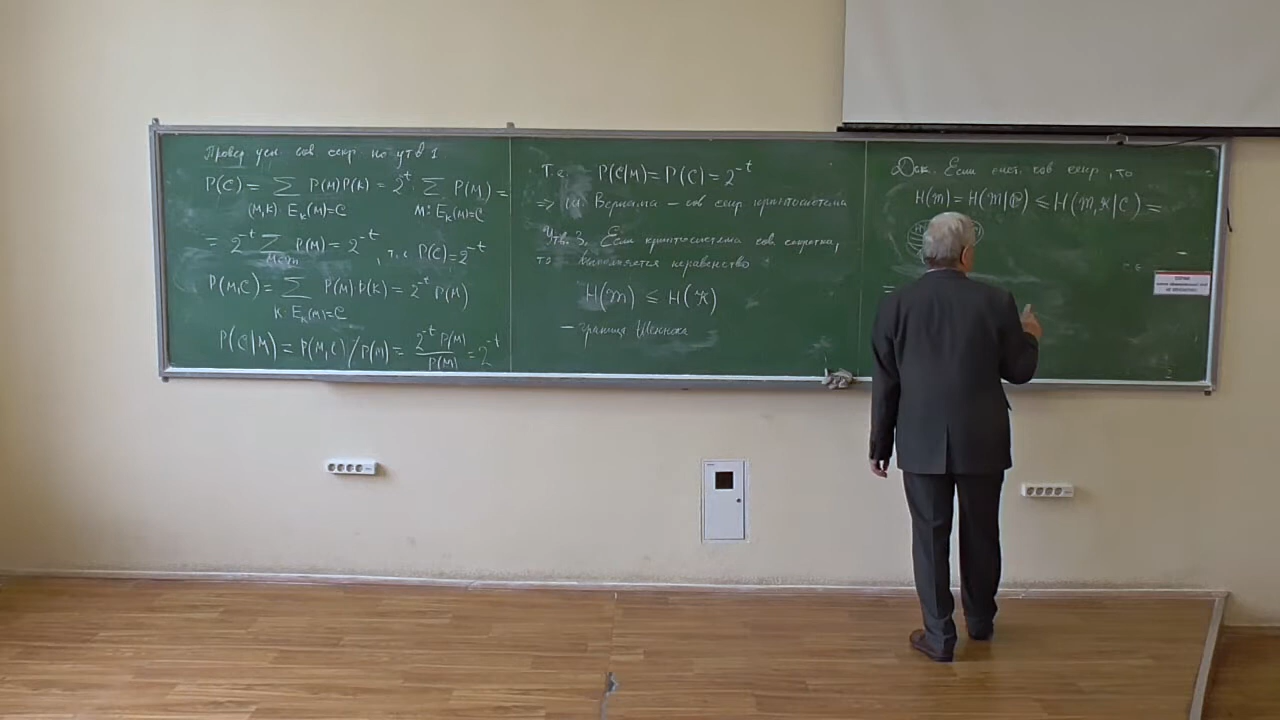 Провер усл. сов секр. по утв 1
P(C) = ∑ P(M)P(K) = 2^{-t} · ∑ P(M) =
(M,K): E_K(M)=C M: E_K(M)=C
= 2^{-t} ∑ P(M) = 2^{-t}, т.е P(C)=2^{-t}
P(M,C) = ∑ P(M)P(K) = 2^{-t} P(M)
K: E_K(M)=C
P(C|M) = P(M,C)/P(M) = 2^{-t} P(M) / P(M) = 2^{-t}
Т.е. P(C|M) = P(C) = 2^{-t}
=> Вернама – сов секр криптосистема
Утв. 3. Если криптосистема сов. секретна,
то выполняется неравенство
H(M) ≤ H(K)
– граница Шеннона
Док. Если сист. сов секр., то
H(M) = H(M|C) ≤ H(M,K|C) =
=